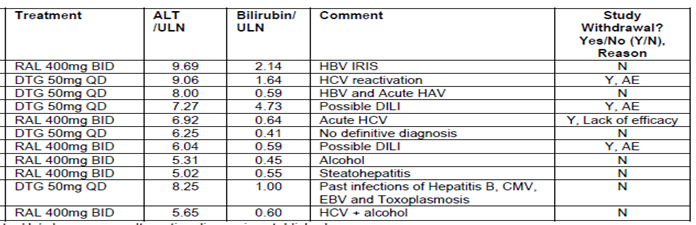 Treatment ALT /ULN Bilirubin/ ULN Comment Study Withdrawal? Yes/No (Y/N), Reason
RAL 400mg BID 9.69 2.14 HBV IRIS N
DTG 50mg QD 9.06 1.64 HCV reactivation Y, AE
DTG 50mg QD 8.00 0.59 HBV and Acute HAV N
DTG 50mg QD 7.27 4.73 Possible DILI Y, AE
RAL 400mg BID 6.92 0.64 Acute HCV Y, Lack of efficacy
DTG 50mg QD 6.25 0.41 No definitive diagnosis N
RAL 400mg BID 6.04 0.59 Possible DILI Y, AE
RAL 400mg BID 5.31 0.45 Alcohol N
RAL 400mg BID 5.02 0.55 Steatohepatitis N
DTG 50mg QD 8.25 1.00 Past infections of Hepatitis B, CMV, N
EBV and Toxoplasmosis
RAL 400mg BID 5.65 0.60 HCV + alcohol N